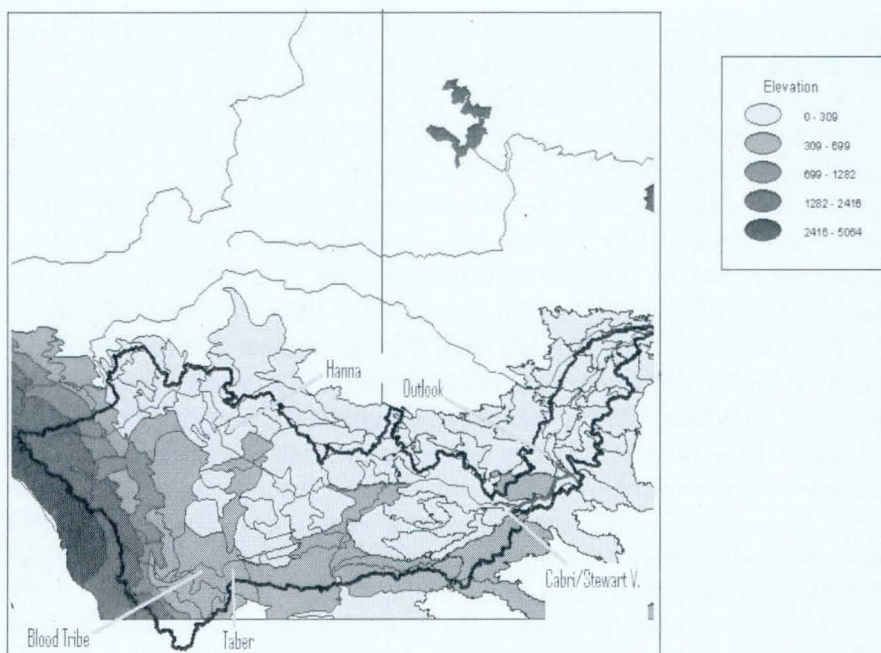 Elevation
0 - 309
309 - 699
699 - 1282
1282 - 2416
2416 - 5064
Hanna
Outlook
Cabri/Stewart V.
Blood Tribe
Taber